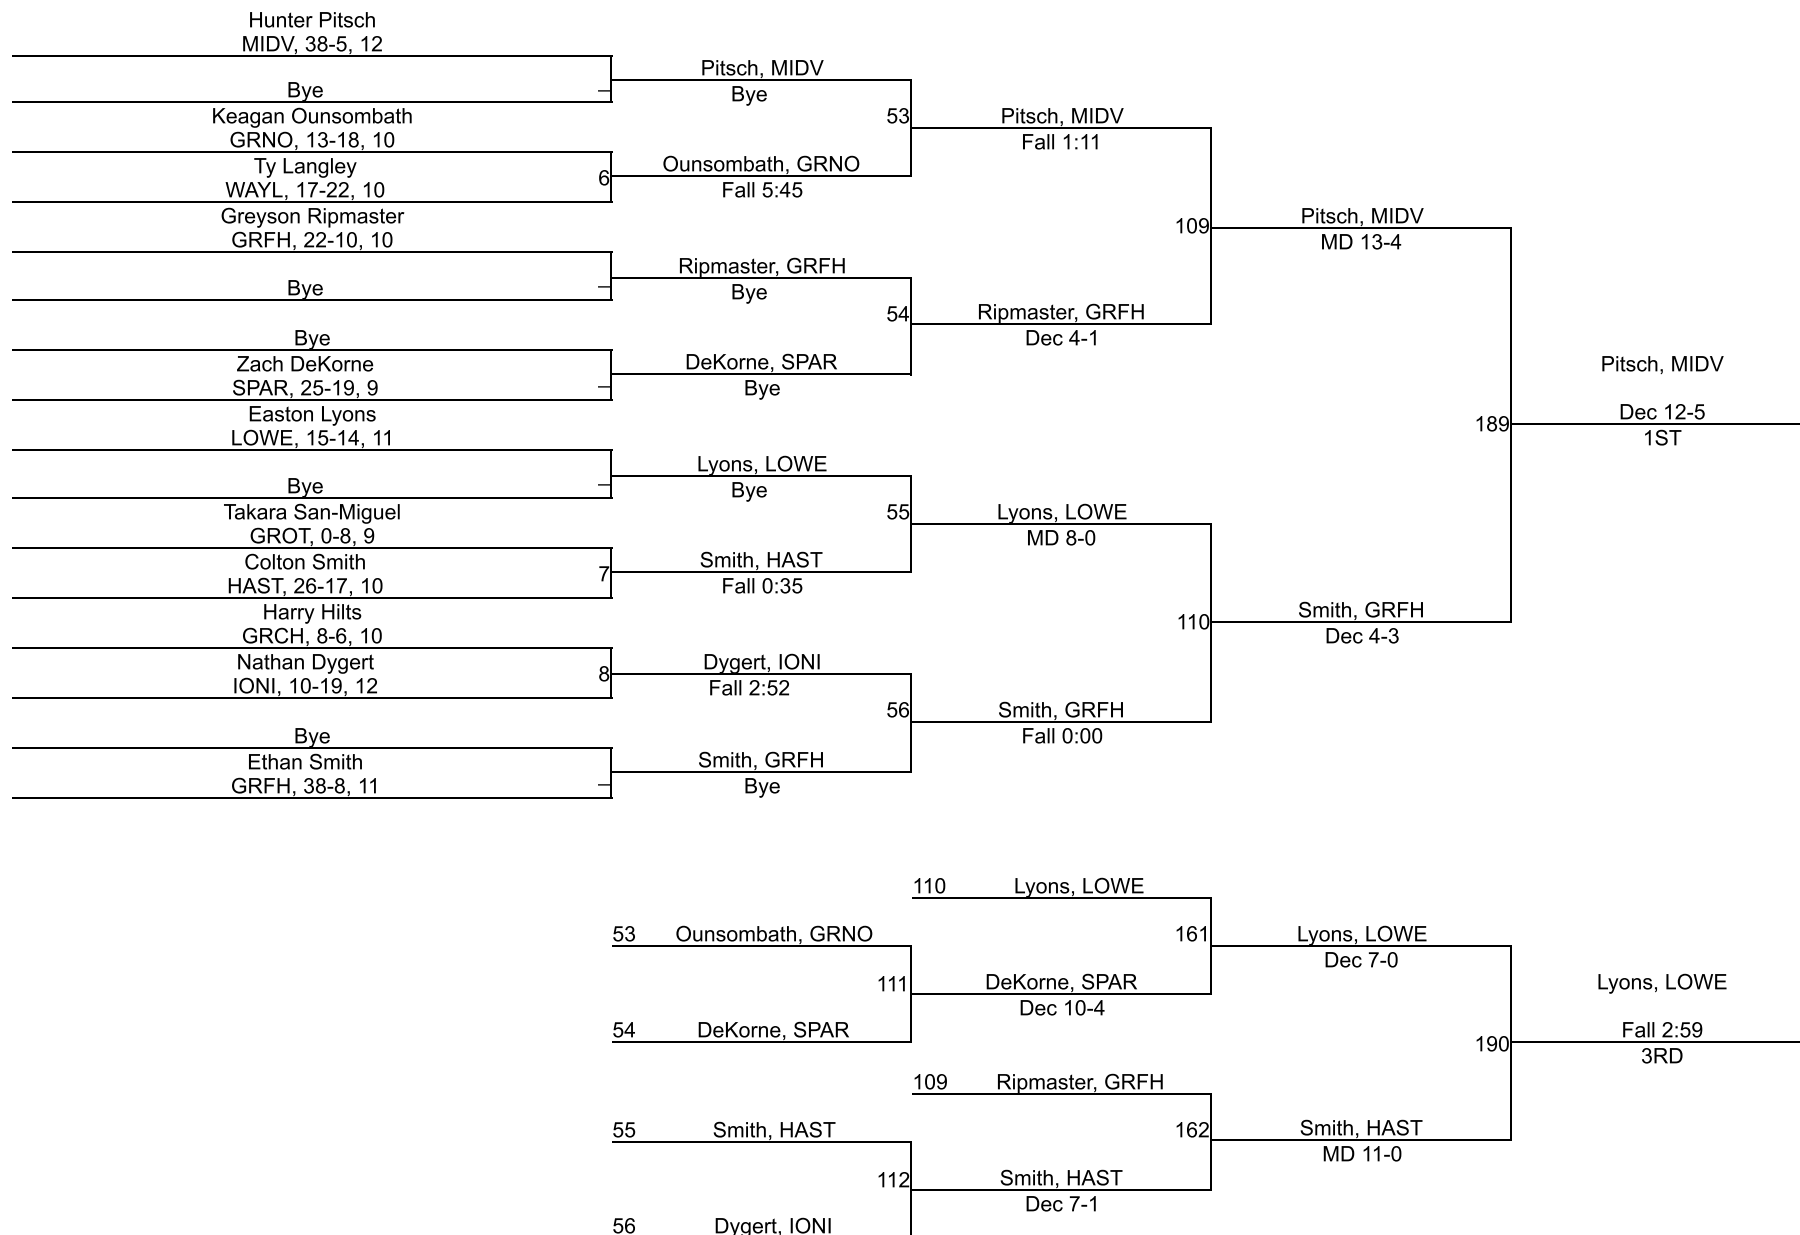 Hunter Pitsch
MIDV, 38-5, 12
Bye
Keagan Ounsombath
GRNO, 13-18, 10
Ty Langley
WAYL, 17-22, 10
6
Greyson Ripmaster
GRFH, 22-10, 10
Bye
Bye
Zach DeKorne
SPAR, 25-19, 9
Easton Lyons
LOWE, 15-14, 11
Bye
Takara San-Miguel
GROT, 0-8, 9
Colton Smith
HAST, 26-17, 10
7
Harry Hilts
GRCH, 8-6, 10
Nathan Dygert
IONI, 10-19, 12
8
Bye
Ethan Smith
GRFH, 38-8, 11
Pitsch, MIDV
Bye
53
Ounsombath, GRNO
Fall 5:45
Ripmaster, GRFH
Bye
54
DeKorne, SPAR
Bye
Lyons, LOWE
Bye
55
Smith, HAST
Fall 0:35
Dygert, IONI
Fall 2:52
56
Smith, GRFH
Bye
Pitsch, MIDV
Fall 1:11
109
Ripmaster, GRFH
Dec 4-1
Lyons, LOWE
MD 8-0
110
Smith, GRFH
Fall 0:00
Pitsch, MIDV
MD 13-4
189
Smith, GRFH
Dec 4-3
Pitsch, MIDV
Dec 12-5
1ST
110 Lyons, LOWE
53 Ounsombath, GRNO
161
111
DeKorne, SPAR
Dec 10-4
54 DeKorne, SPAR
109 Ripmaster, GRFH
55 Smith, HAST
162
112
Smith, HAST
Dec 7-1
56 Dygert, IONI
Lyons, LOWE
Dec 7-0
190
Smith, HAST
MD 11-0
Lyons, LOWE
Fall 2:59
3RD